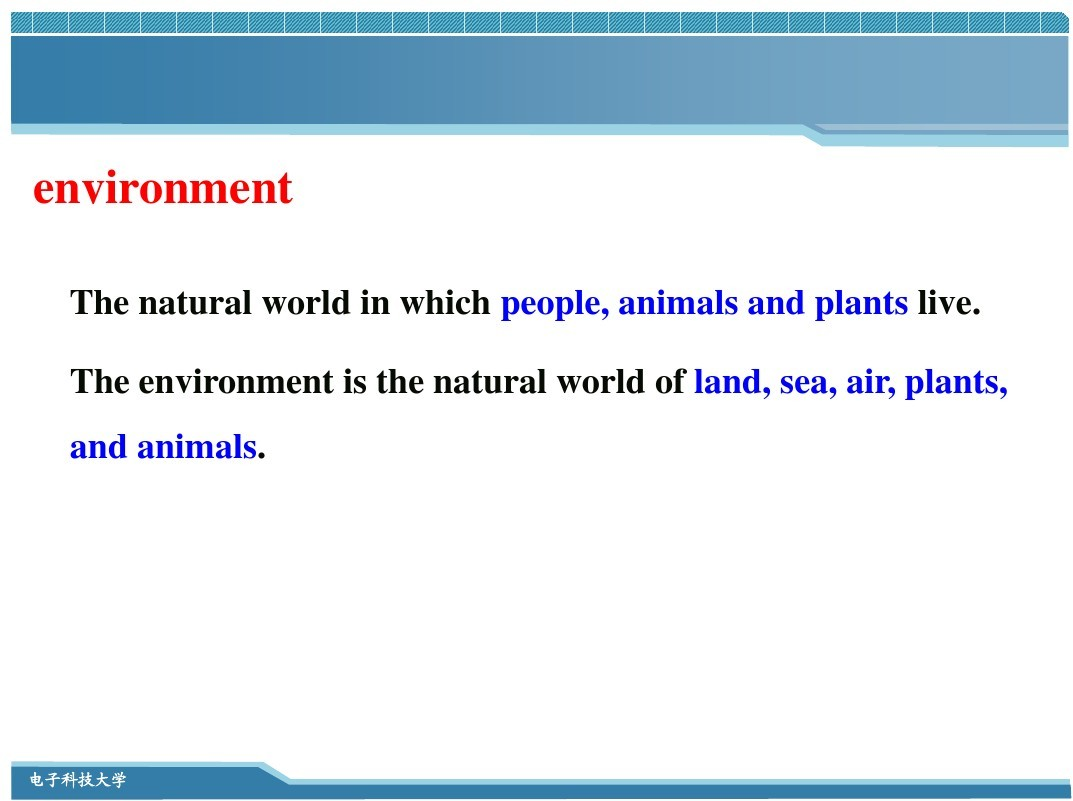 environment
The natural world in which people, animals and plants live.
The environment is the natural world of land, sea, air, plants,
and animals.
电子科技大学